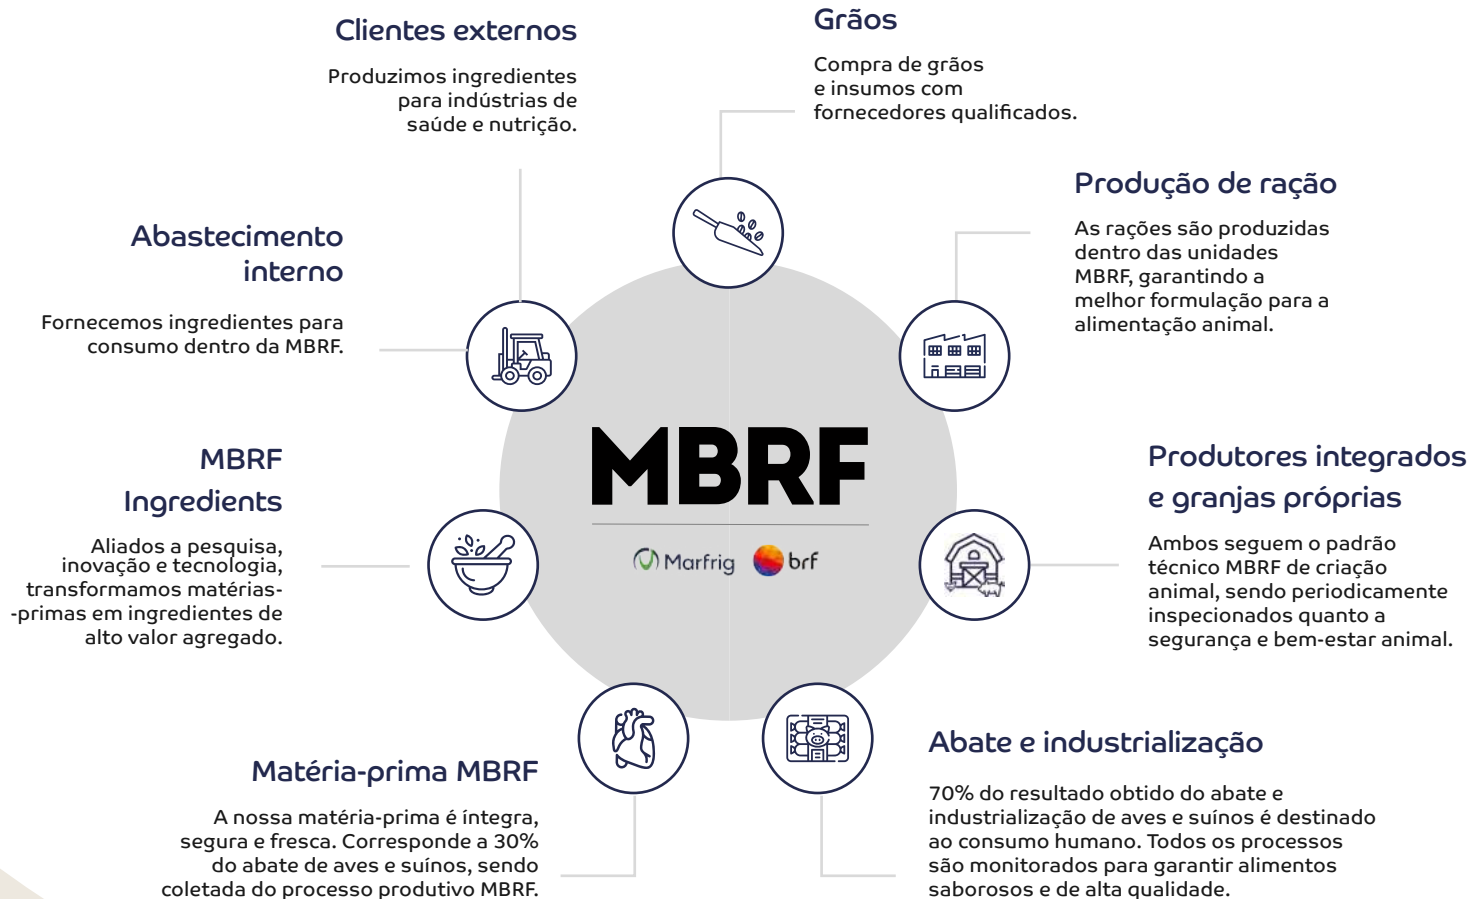 Clientes externos
Produzimos ingredientes
para indústrias de
saúde e nutrição.
Grãos
Compra de grãos
e insumos com
fornecedores qualificados.
Produção de ração
As rações são produzidas
dentro das unidades
MBRF, garantindo a
melhor formulação para a
alimentação animal.
Abastecimento
interno
Fornecemos ingredientes para
consumo dentro da MBRF.
MBRF
Marfrig brf
Produtores integrados
e granjas próprias
Ambos seguem o padrão
técnico MBRF de criação
animal, sendo periodicamente
inspecionados quanto a
segurança e bem-estar animal.
MBRF
Ingredients
Aliados a pesquisa,
inovação e tecnologia,
transformamos matérias-
-primas em ingredientes de
alto valor agregado.
Abate e industrialização
70% do resultado obtido do abate e
industrialização de aves e suínos é destinado
ao consumo humano. Todos os processos
são monitorados para garantir alimentos
saborosos e de alta qualidade.
Matéria-prima MBRF
A nossa matéria-prima é íntegra,
segura e fresca. Corresponde a 30%
do abate de aves e suínos, sendo
coletada do processo produtivo MBRF.